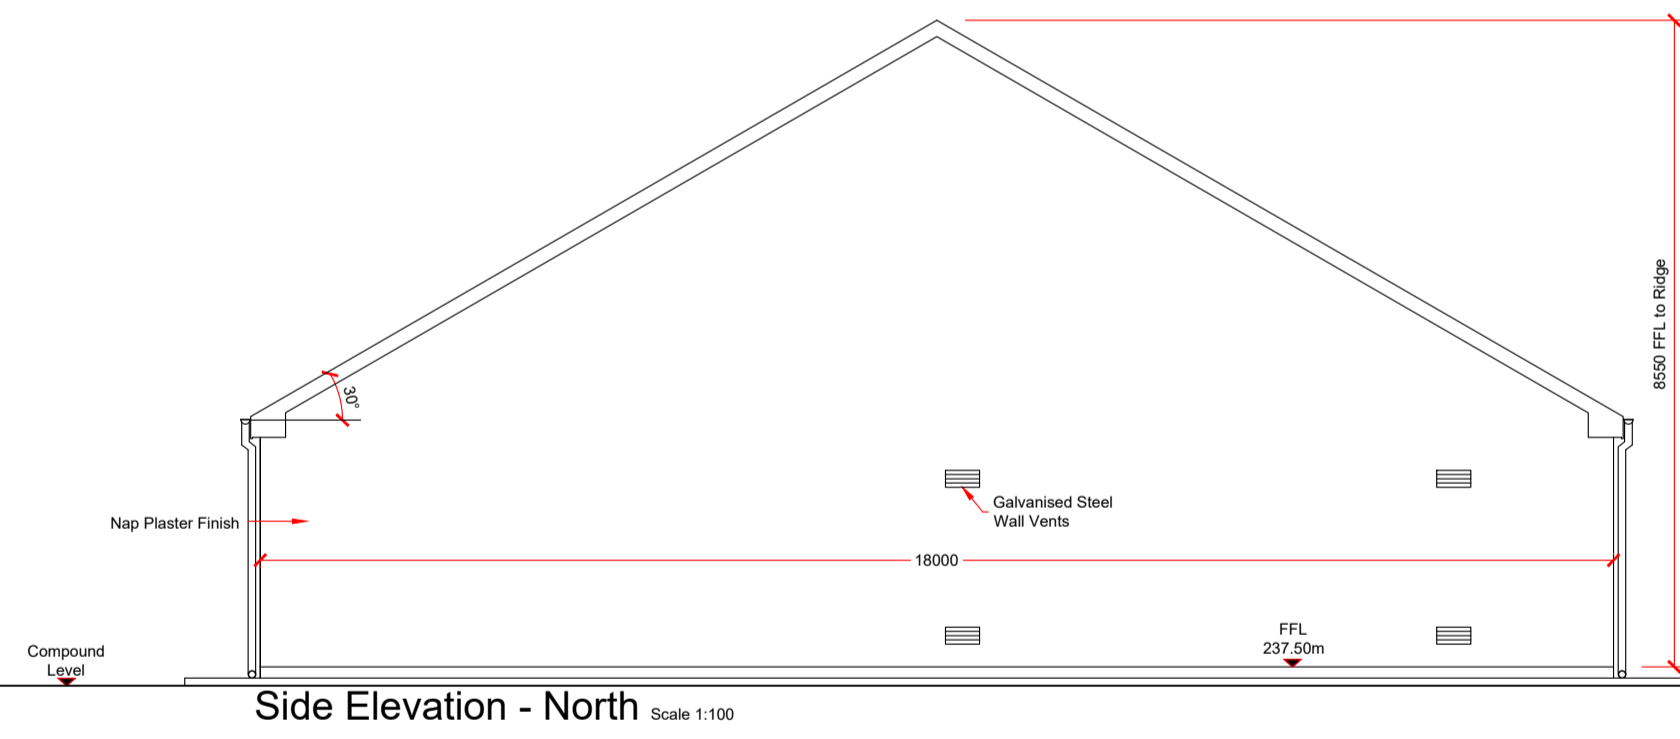 8550 FFL to Ridge
30°
Galvanised Steel
Wall Vents
Nap Plaster Finish
18000
FFL
237.50m
Compound
Level
Side Elevation - North Scale 1:100